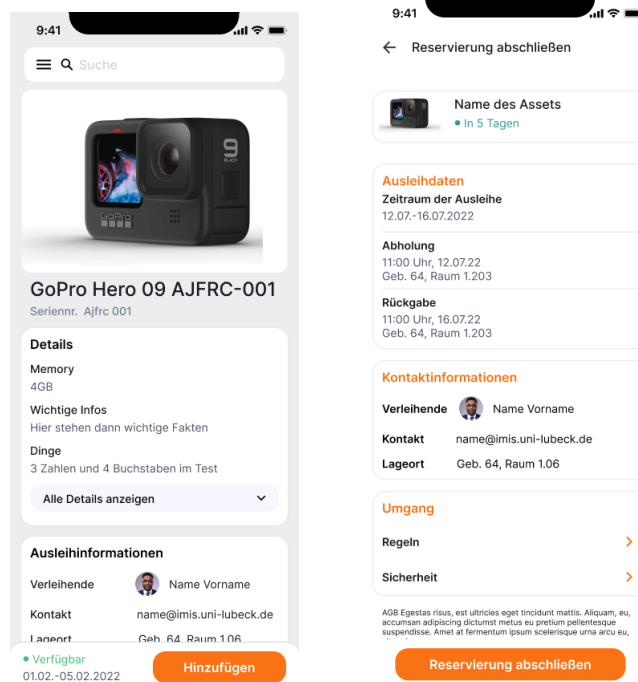 9:41
Suche
9
BLACK
GoPro
GoPro Hero 09 AJFRC-001
Seriennr. Ajfrc 001
Details
Memory
4GB
Wichtige Infos
Hier stehen dann wichtige Fakten
Dinge
3 Zahlen und 4 Buchstaben im Test
Alle Details anzeigen
Ausleihinformationen
Verleihende
Name Vorname
Kontakt
name@imis.uni-lubeck.de
Lageort
Geb. 64, Raum 1.06
Verfügbar
01.02.-05.02.2022
Hinzufügen
9:41
Reservierung abschließen
Name des Assets
In 5 Tagen
Ausleihdaten
Zeitraum der Ausleihe
12.07.-16.07.2022
Abholung
11:00 Uhr, 12.07.22
Geb. 64, Raum 1.203
Rückgabe
11:00 Uhr, 16.07.22
Geb. 64, Raum 1.203
Kontaktinformationen
Verleihende
Name Vorname
Kontakt
name@imis.uni-lubeck.de
Lageort
Geb. 64, Raum 1.06
Umgang
Regeln
Sicherheit
AGB Egestas risus, est ultricies eget tincidunt mattis. Aliquam, eu,
accumsan adipiscing dictumst metus eu pretium pellentesque
suspendisse. Amet at fermentum ipsum scelerisque urna arcu eu,
Reservierung abschließen